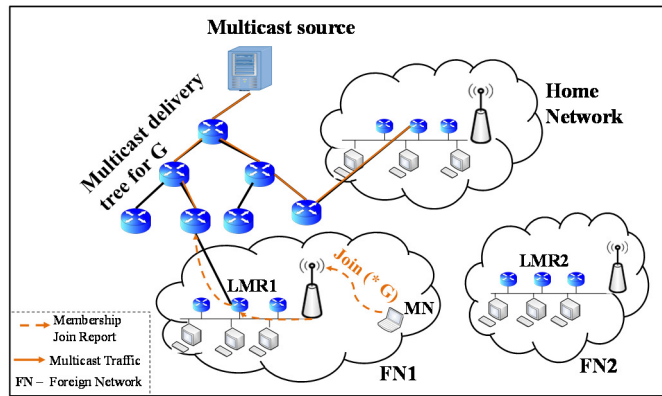 Multicast source
Home
Network
Multicast delivery
tree for G
Join (* G)
LMR1
MN
FN1
LMR2
FN2
Membership
Join Report
Multicast Traffic
FN – Foreign Network